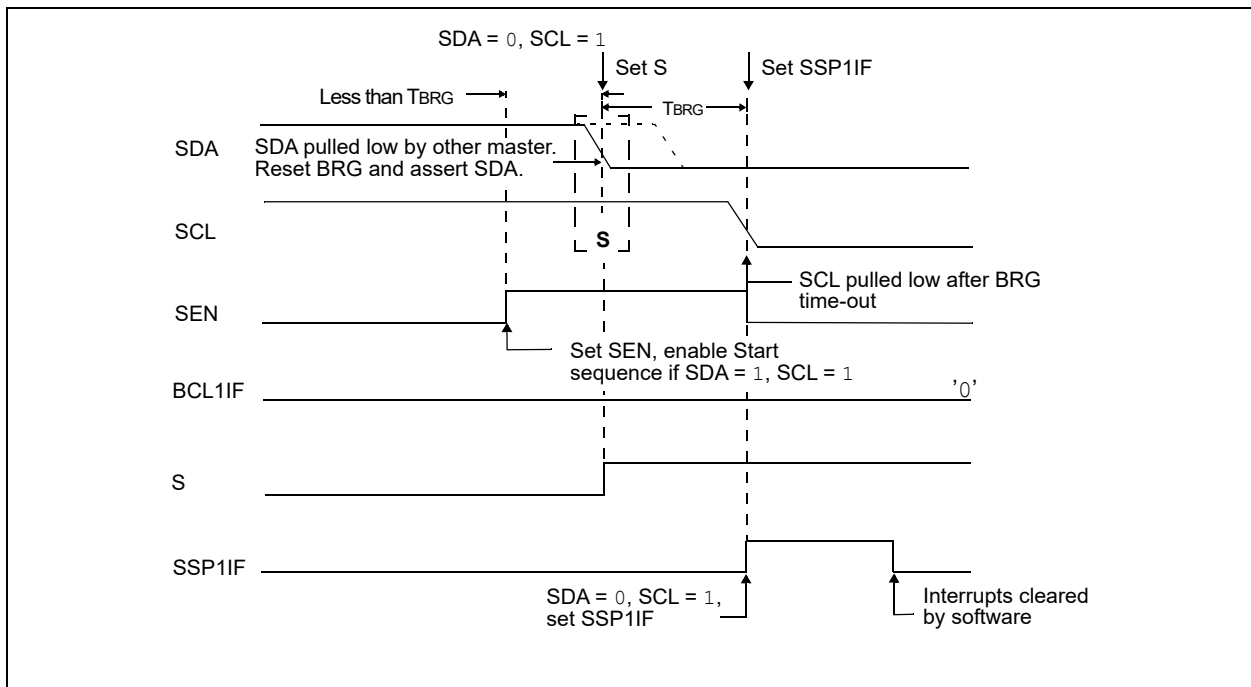 SDA = 0, SCL = 1
Set S
Set SSP1IF
Less than TBRG
TBRG
SDA
SDA pulled low by other master.
Reset BRG and assert SDA.
SCL
S
SCL pulled low after BRG
time-out
SEN
Set SEN, enable Start
sequence if SDA = 1, SCL = 1
BCL1IF
'0'
S
SSP1IF
SDA = 0, SCL = 1,
set SSP1IF
Interrupts cleared
by software